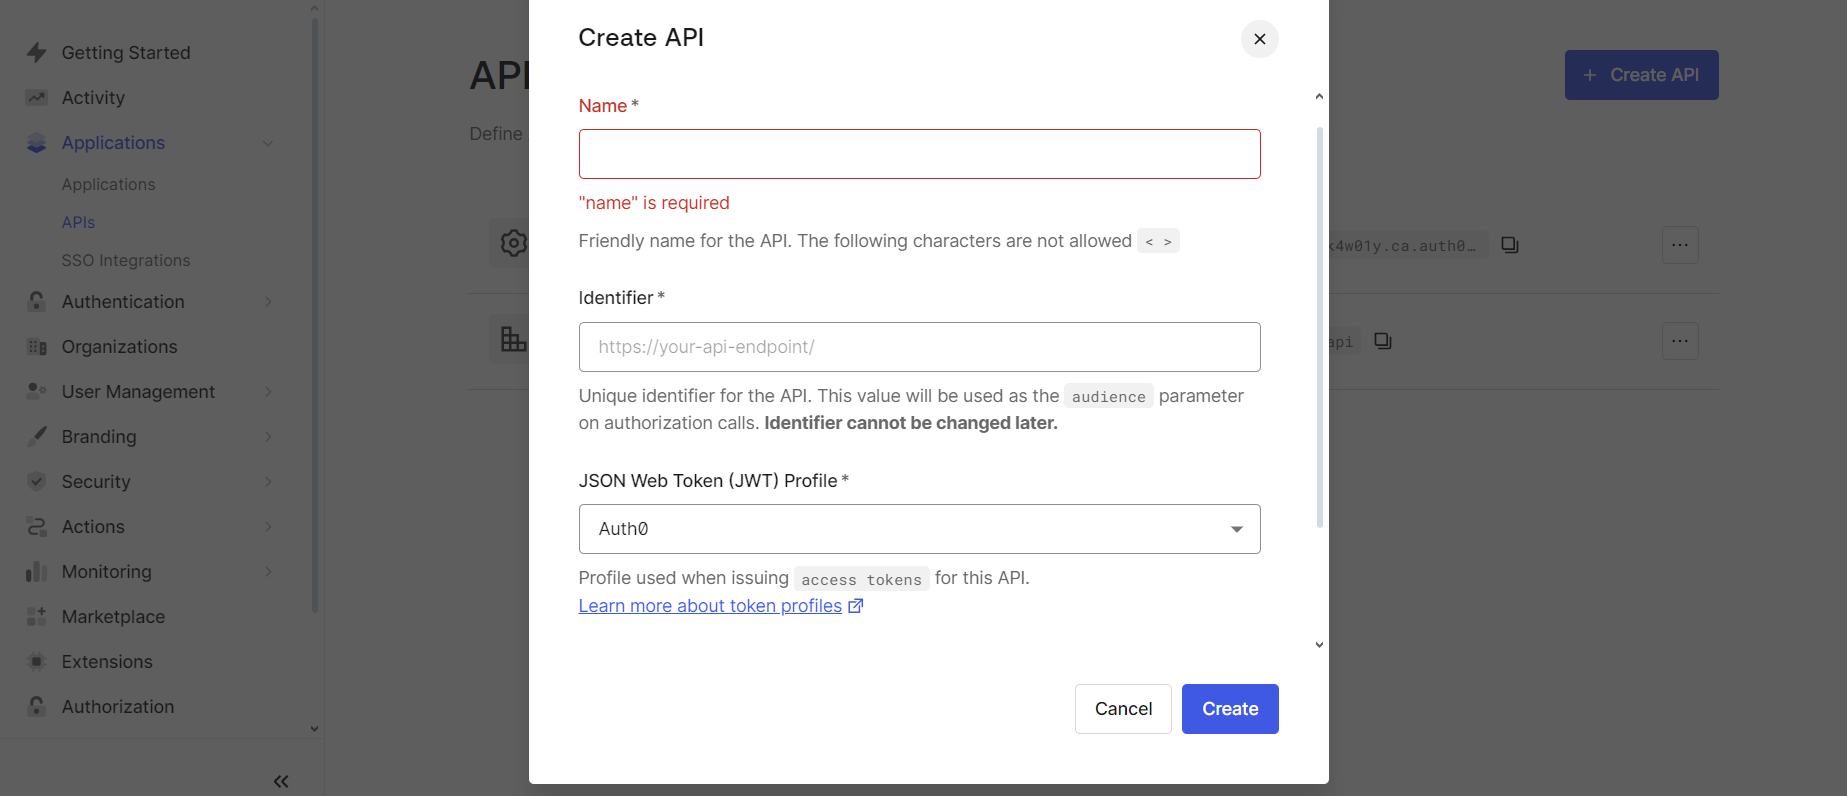 Getting Started
Activity
Applications
Applications
APIs
SSO Integrations
Authentication
Organizations
User Management
Branding
Security
Actions
Monitoring
Marketplace
Extensions
Authorization
API
Define
+ Create API
k4w01y.ca.auth0…
api
Create API
Name *
"name" is required
Friendly name for the API. The following characters are not allowed < >
Identifier *
https://your-api-endpoint/
Unique identifier for the API. This value will be used as the audience parameter
on authorization calls. Identifier cannot be changed later.
JSON Web Token (JWT) Profile *
Auth0
Profile used when issuing access tokens for this API.
Learn more about token profiles
Cancel
Create